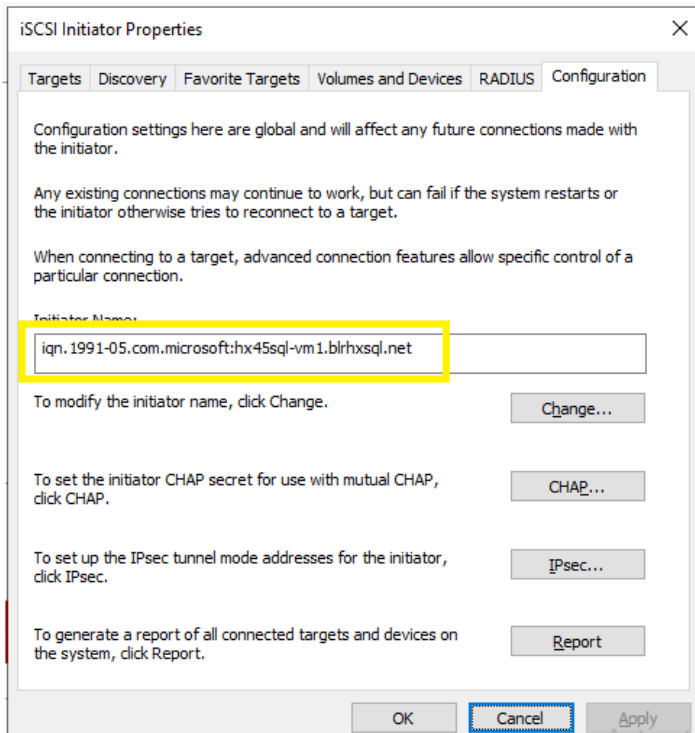 iSCSI Initiator Properties
Targets Discovery Favorite Targets Volumes and Devices RADIUS Configuration
Configuration settings here are global and will affect any future connections made with
the initiator.
Any existing connections may continue to work, but can fail if the system restarts or
the initiator otherwise tries to reconnect to a target.
When connecting to a target, advanced connection features allow specific control of a
particular connection.
Initiator Name:
iqn.1991-05.com.microsoft:hx45sql-vm1.blrhxsql.net
To modify the initiator name, click Change.
Change...
To set the initiator CHAP secret for use with mutual CHAP,
click CHAP.
CHAP...
To set up the IPsec tunnel mode addresses for the initiator,
click IPsec.
IPsec...
To generate a report of all connected targets and devices on
the system, click Report.
Report
OK Cancel Apply